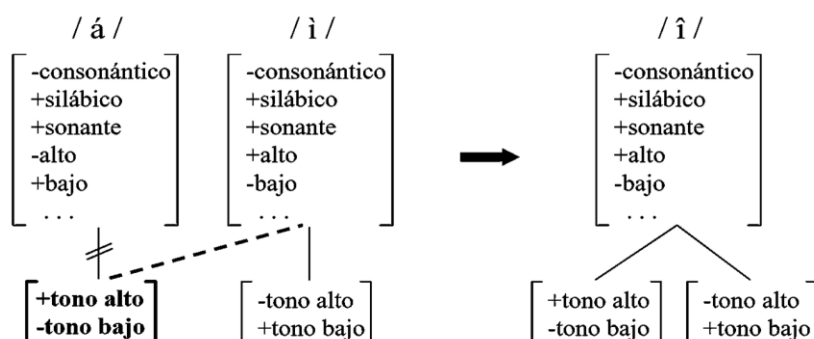 / á / / ì / / î /
-consonántico -consonántico -consonántico
+silábico +silábico +silábico
+sonante +sonante +sonante
-alto +alto +alto
+bajo -bajo -bajo
. . . . . . . . .
+tono alto -tono alto +tono alto -tono alto
-tono bajo +tono bajo -tono bajo +tono bajo